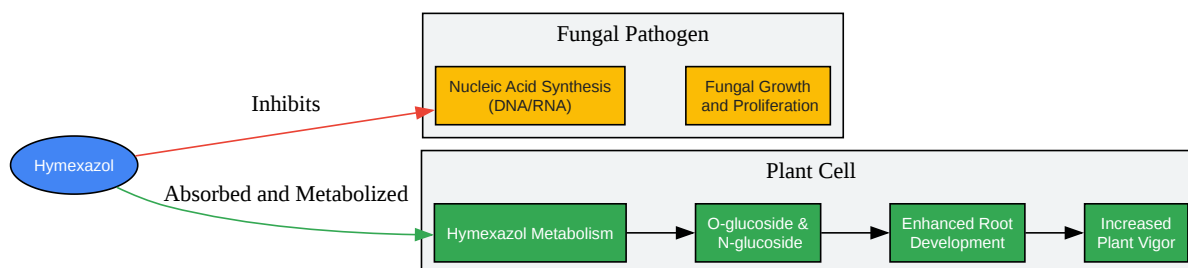 Fungal Pathogen
Nucleic Acid Synthesis
(DNA/RNA)
Fungal Growth
and Proliferation
Inhibits
Hymexazol
Absorbed and Metabolized
Plant Cell
Hymexazol Metabolism
O-glucoside &
N-glucoside
Enhanced Root
Development
Increased
Plant Vigor